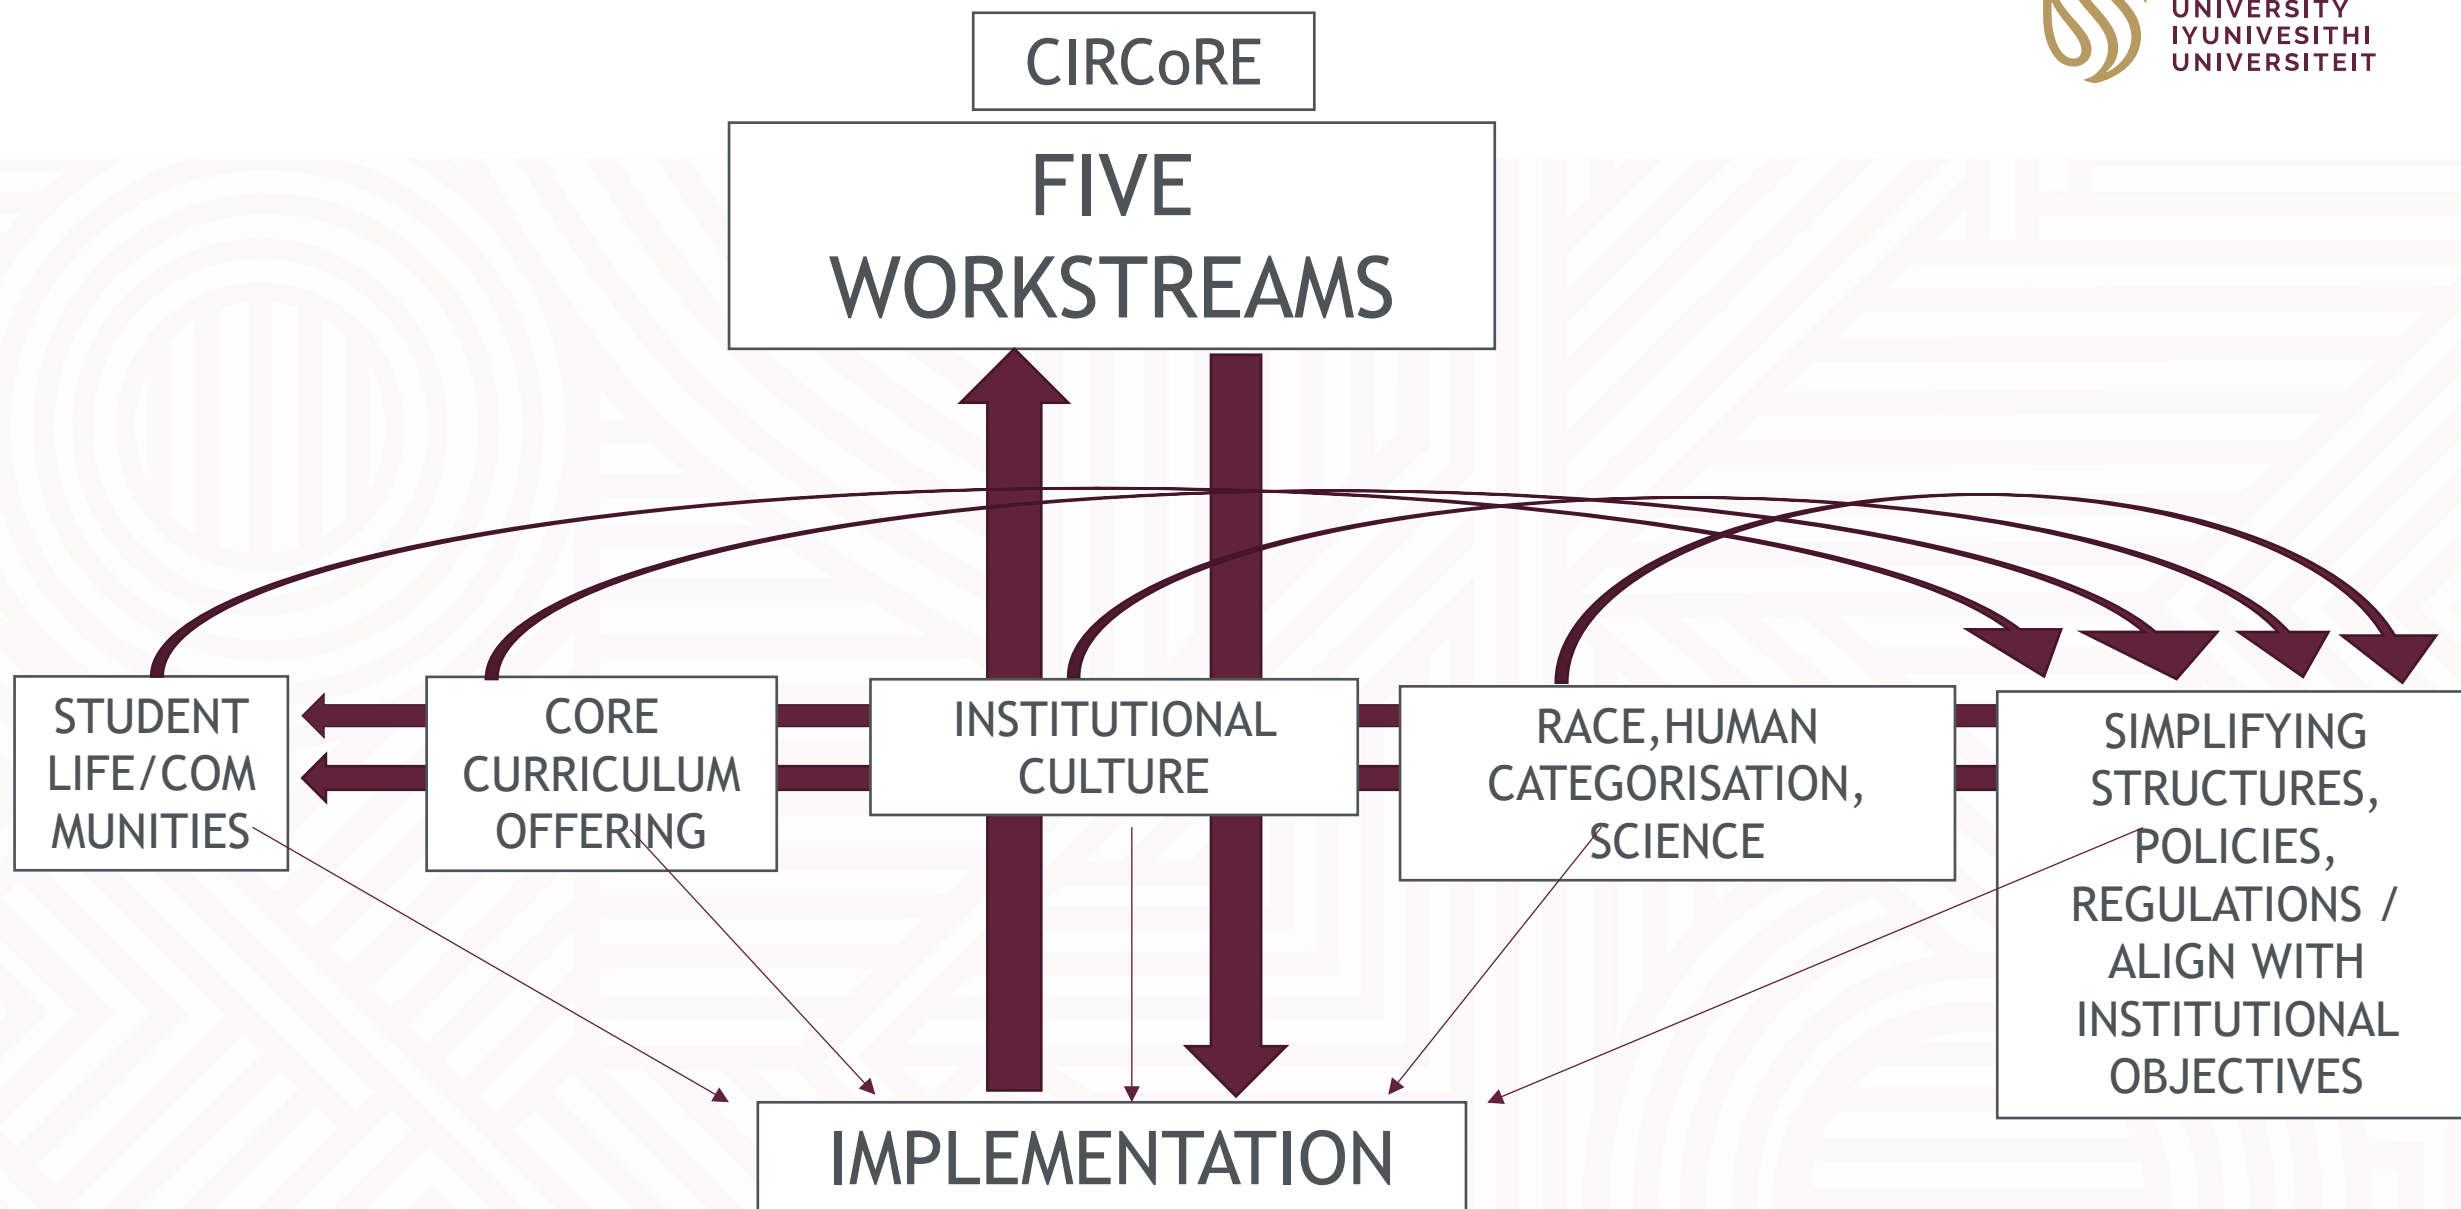 UNIVERSITY
IYUNIVESITHI
UNIVERSITEIT
CIRCoRE
FIVE
WORKSTREAMS
STUDENT
LIFE/COM
MUNITIES
CORE
CURRICULUM
OFFERING
INSTITUTIONAL
CULTURE
RACE,HUMAN
CATEGORISATION,
SCIENCE
SIMPLIFYING
STRUCTURES,
POLICIES,
REGULATIONS /
ALIGN WITH
INSTITUTIONAL
OBJECTIVES
IMPLEMENTATION